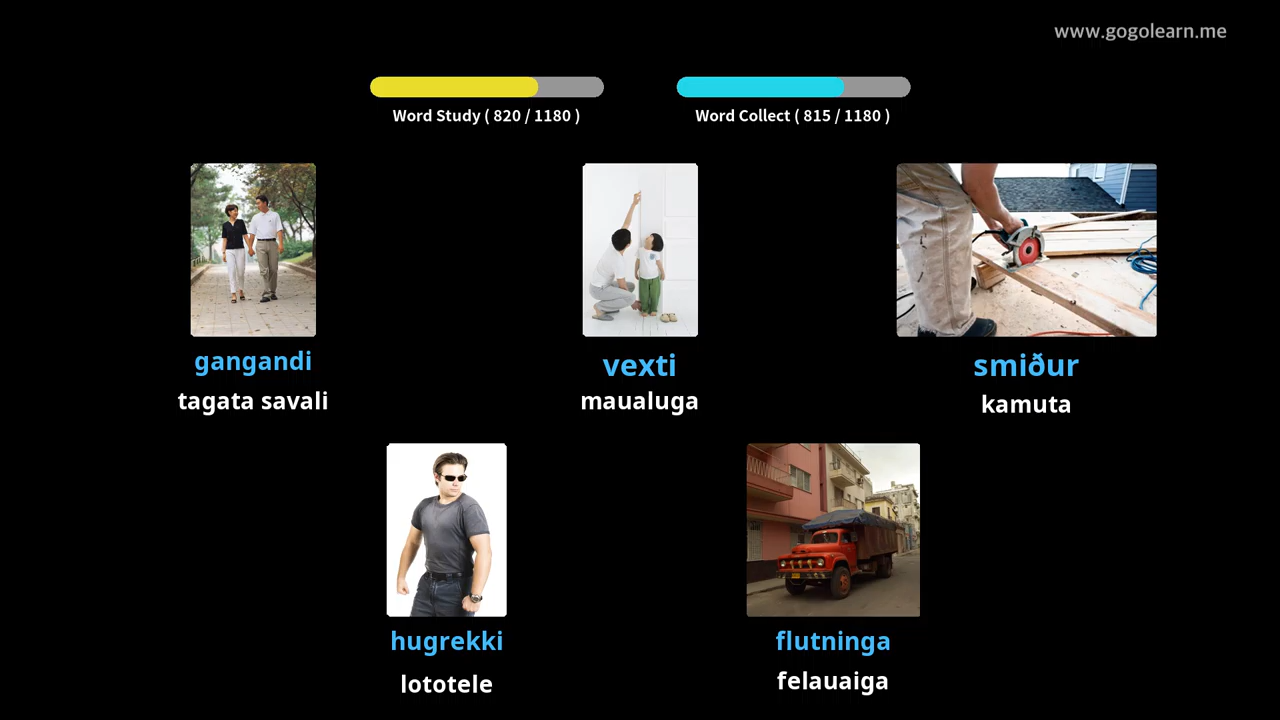 www.gogolearn.me
Word Study ( 820 / 1180 )
Word Collect ( 815 / 1180 )
gangandi
tagata savali
vexti
maualuga
smiður
kamuta
hugrekki
lototele
flutninga
felauaiga